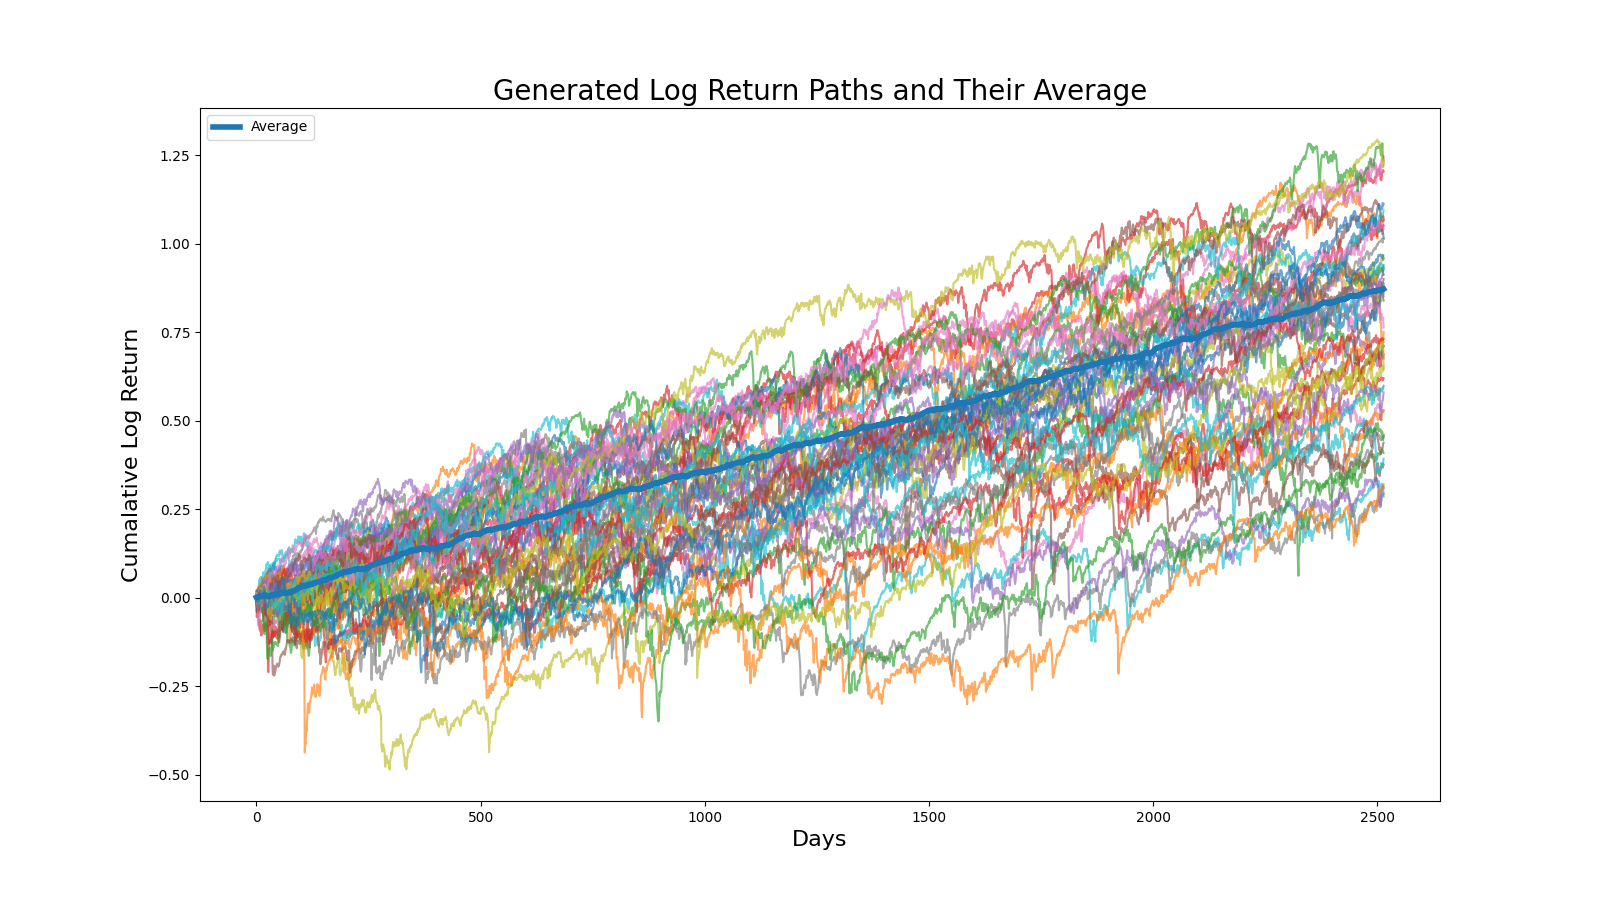 Generated Log Return Paths and Their Average
Average
1.25
1.00
0.75
0.50
0.25
0.00
−0.25
−0.50
Cumalative Log Return
0 500 1000 1500 2000 2500
Days